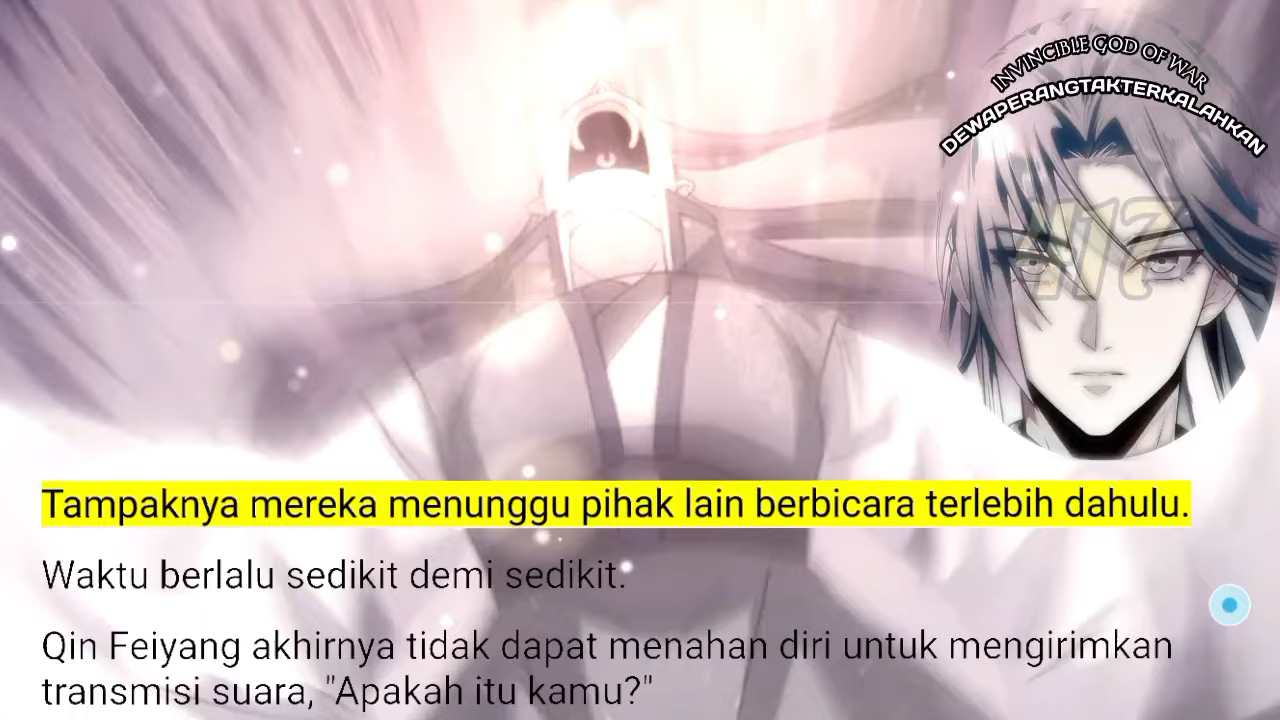 INVINCIBLE GOD OF WAR
DEWAPERANGTAKTERKALAHKAN
Tampaknya mereka menunggu pihak lain berbicara terlebih dahulu.
Waktu berlalu sedikit demi sedikit.
Qin Feiyang akhirnya tidak dapat menahan diri untuk mengirimkan
transmisi suara, "Apakah itu kamu?"